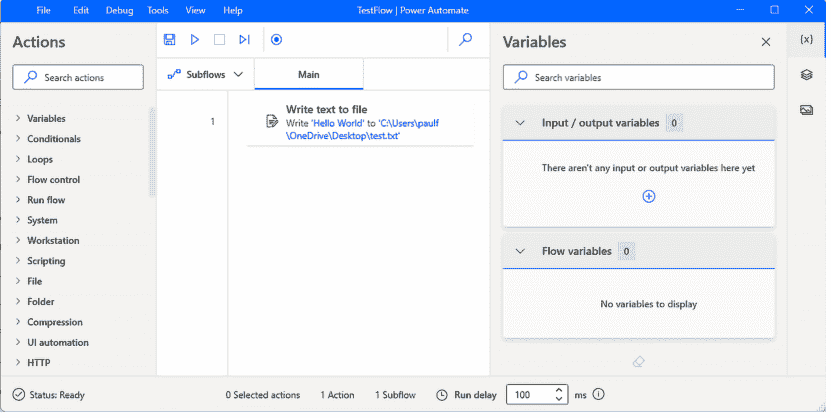 File Edit Debug Tools View Help
TestFlow | Power Automate
Actions
Search actions
Variables
Conditionals
Loops
Flow control
Run flow
System
Workstation
Scripting
File
Folder
Compression
UI automation
HTTP
Subflows
Main
1
Write text to file
Write 'Hello World' to 'C:\Users\paulf
\OneDrive\Desktop\test.txt'
Variables
{x}
Search variables
Input / output variables 0
There aren't any input or output variables here yet
Flow variables 0
No variables to display
Status: Ready
0 Selected actions
1 Action
1 Subflow
Run delay
100
ms